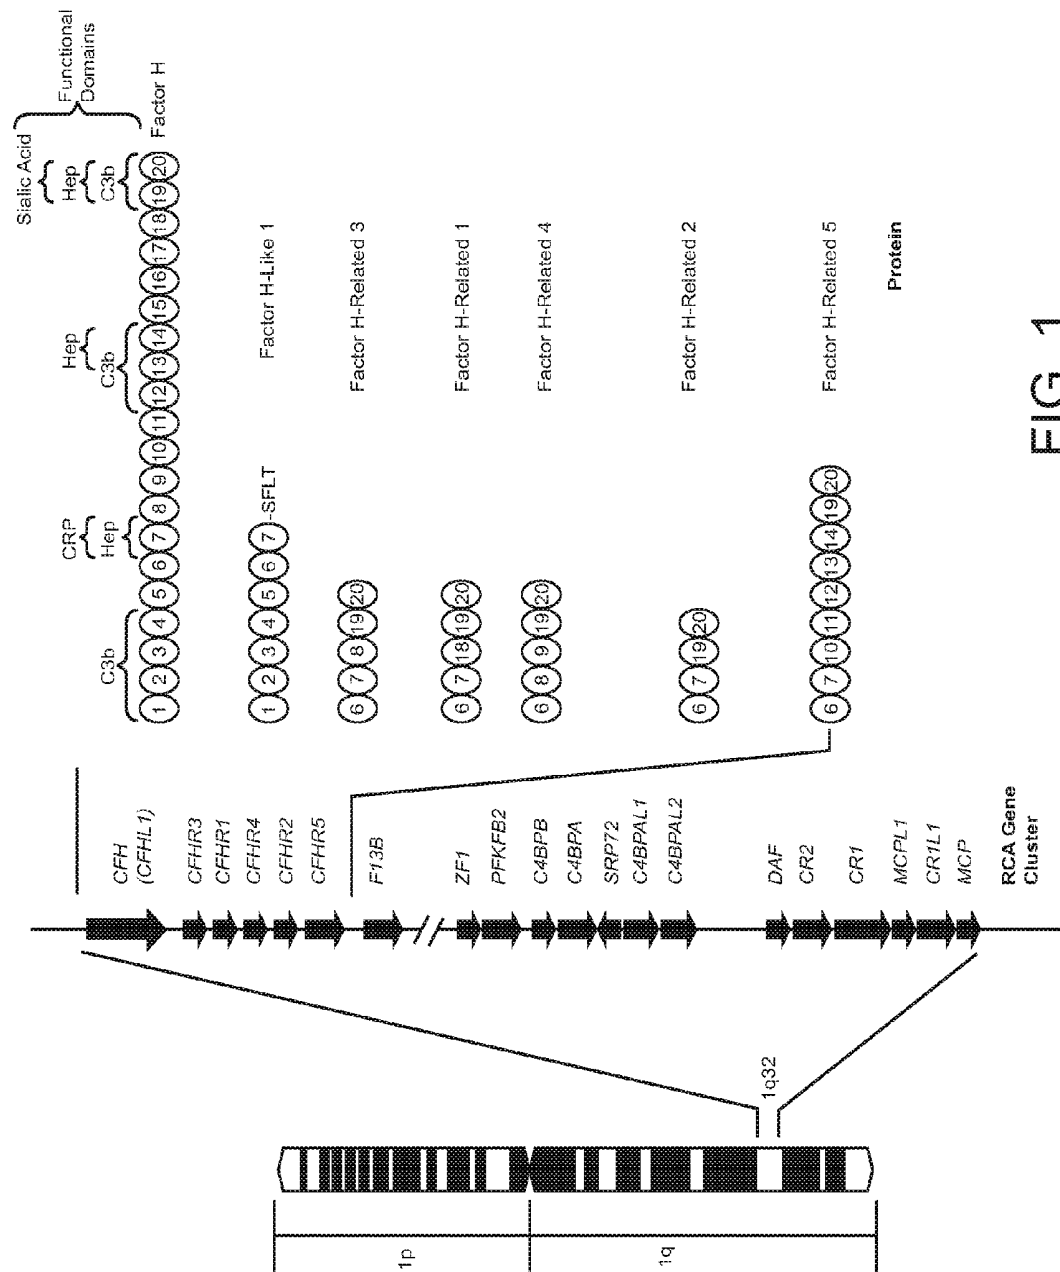 1p
1q
1q32
CFH
(CFHL1)
CFHR3
CFHR1
CFHR4
CFHR2
CFHR5
F13B
ZF1
PFKFB2
C4BPB
C4BPA
SRP72
C4BPAL1
C4BPAL2
DAF
CR2
CR1
MCPL1
CR1L1
MCP
RCA Gene
Cluster
Sialic Acid
CRP
Hep
Hep
Hep
C3b
C3b
C3b
Functional
Domains
1 2 3 4 5 6 7 8 9 10 11 12 13 14 15 16 17 18 19 20 Factor H
1 2 3 4 5 6 7 -SFLT Factor H-Like 1
6 7 8 19 20 Factor H-Related 3
6 7 18 19 20 Factor H-Related 1
6 8 9 19 20 Factor H-Related 4
6 7 19 20 Factor H-Related 2
6 7 10 11 12 13 14 19 20 Factor H-Related 5
Protein
FIG. 1